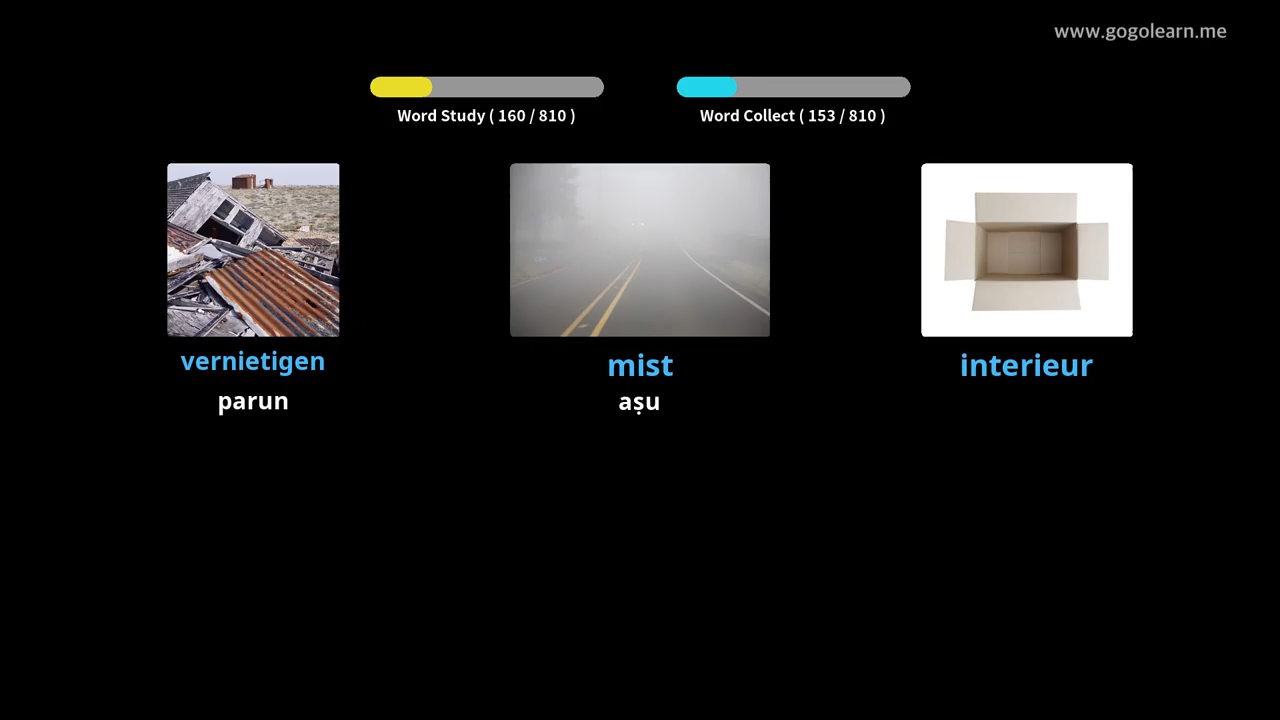 www.gogolearn.me
Word Study ( 160 / 810 )
Word Collect ( 153 / 810 )
vernietigen
parun
mist
aṣu
interieur